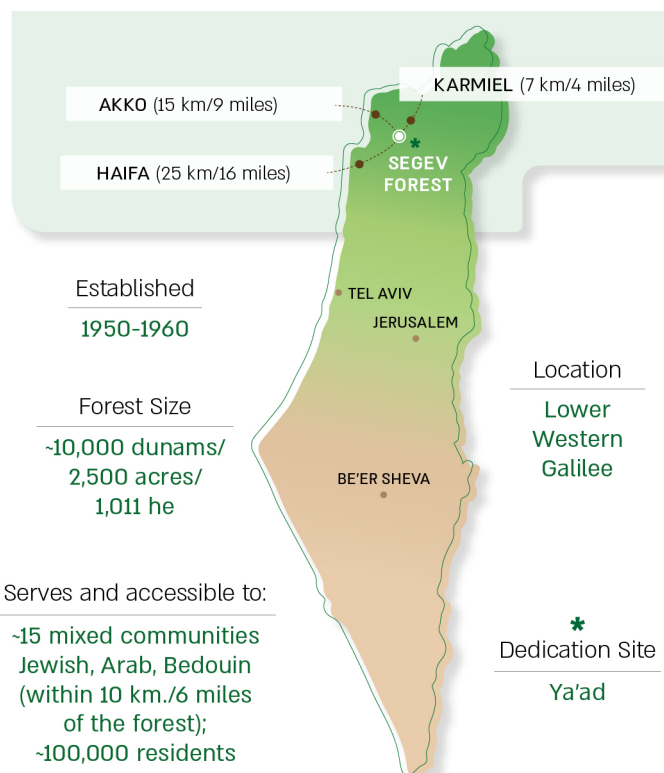 KARMIEL (7 km/4 miles)
AKKO (15 km/9 miles)
HAIFA (25 km/16 miles)
*
SEGEV
FOREST
Established
1950-1960
TEL AVIV
JERUSALEM
Forest Size
~10,000 dunams/
2,500 acres/
1,011 he
Location
Lower
Western
Galilee
BE'ER SHEVA
Serves and accessible to:
~15 mixed communities
Jewish, Arab, Bedouin
(within 10 km./6 miles
of the forest);
~100,000 residents
*
Dedication Site
Ya'ad